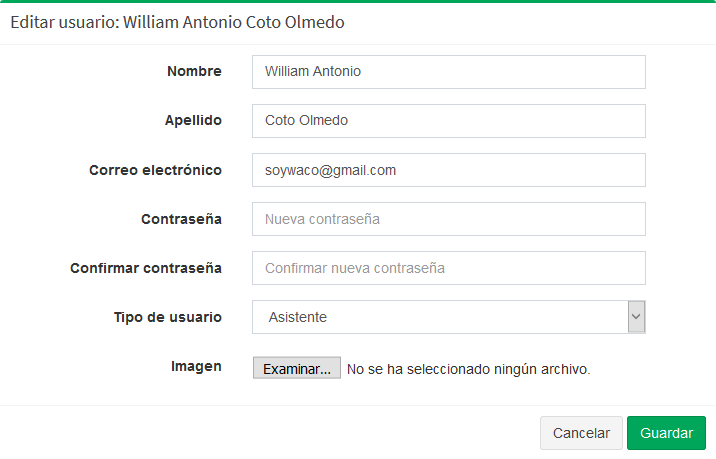 Editar usuario: William Antonio Coto Olmedo
Nombre William Antonio
Apellido Coto Olmedo
Correo electrónico soywaco@gmail.com
Contraseña Nueva contraseña
Confirmar contraseña Confirmar nueva contraseña
Tipo de usuario Asistente
Imagen Examinar... No se ha seleccionado ningún archivo.
Cancelar Guardar